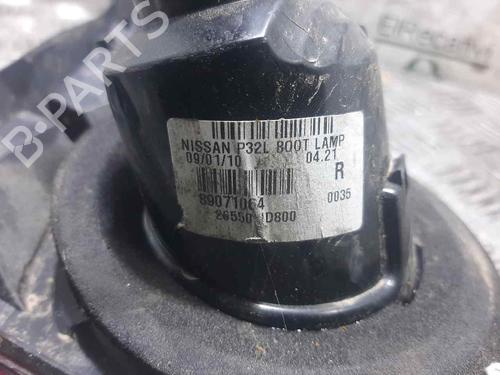 B-PARTS
NISSAN P32L BOOT LAMP
09/01/10 04.21
R
89071064 0035
26550 JD800